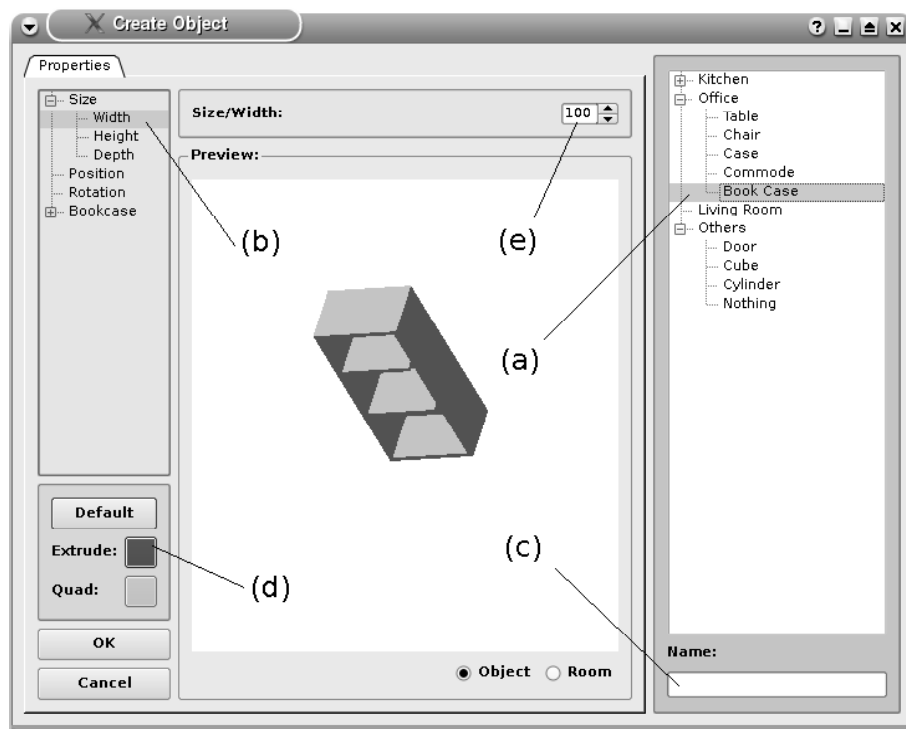 Create Object
?
Properties
Size
Width
Height
Depth
Position
Rotation
Bookcase
Default
Extrude:
Quad:
OK
Cancel
Size/Width:
100
Preview:
(b)
(e)
(a)
(c)
(d)
Object
Room
Kitchen
Office
Table
Chair
Case
Commode
Book Case
Living Room
Others
Door
Cube
Cylinder
Nothing
Name: